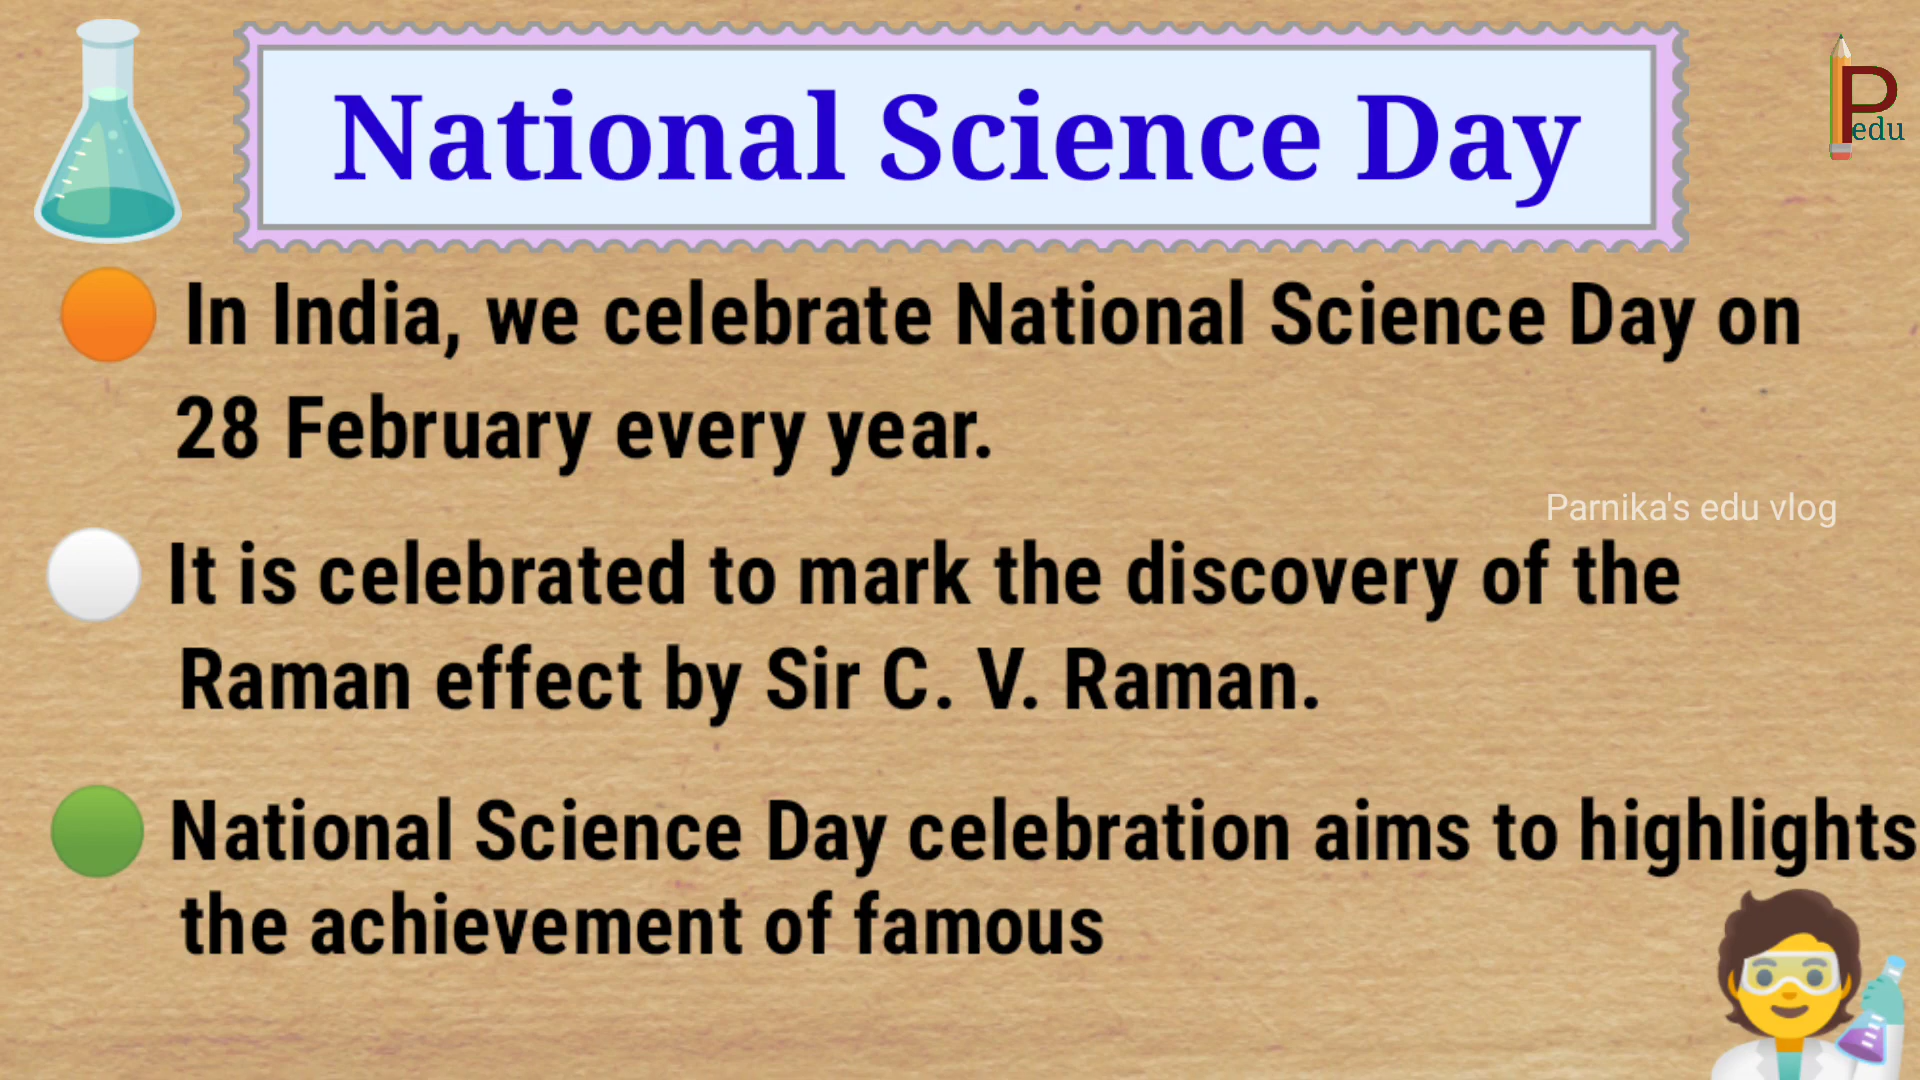 National Science Day
P
edu
In India, we celebrate National Science Day on
28 February every year.
Parnika's edu vlog
It is celebrated to mark the discovery of the
Raman effect by Sir C. V. Raman.
National Science Day celebration aims to highlights
the achievement of famous